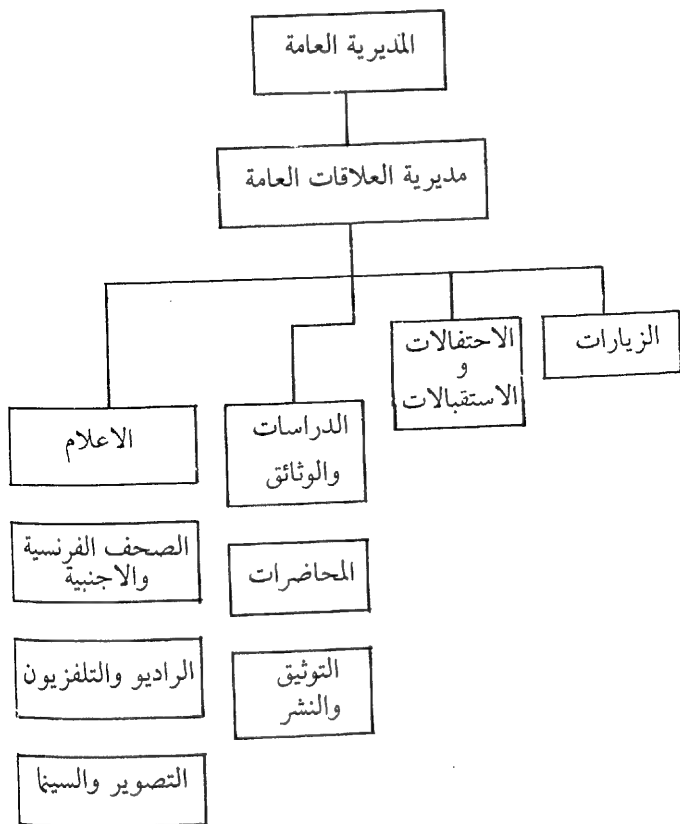 المديرية العامة
مديرية العلاقات العامة
الزيارات
الاحتفالات
و
الاستقبالات
الدراسات
والوثائق
الاعلام
المحاضرات
الصحف الفرنسية
والاجنبية
التوثيق
والنشر
الراديو والتلفزيون
التصوير والسينما